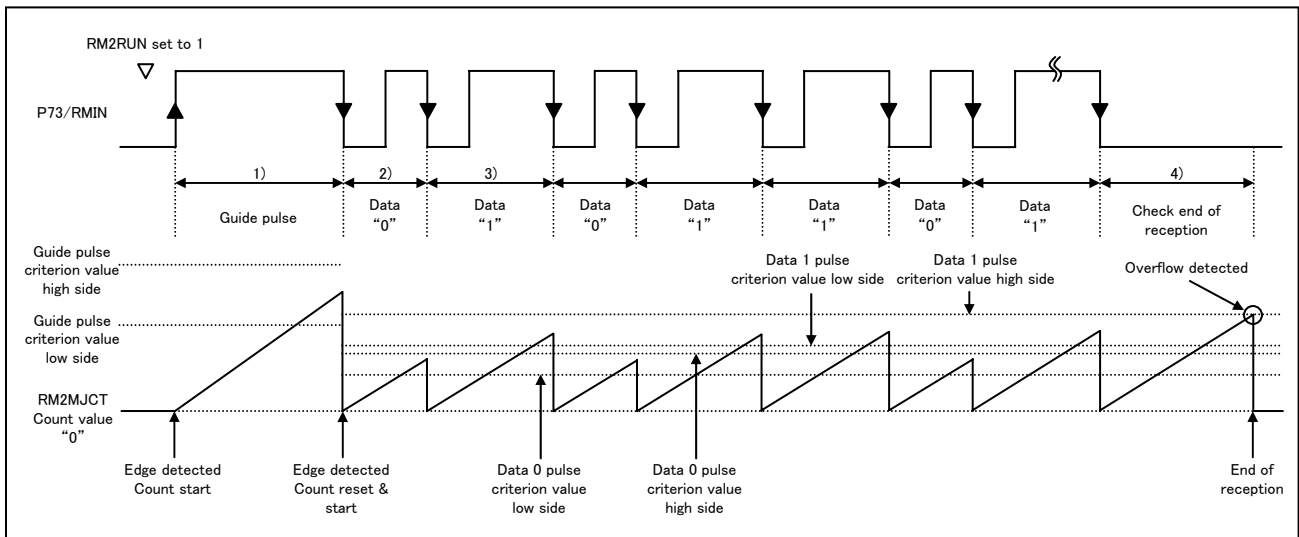 RM2RUN set to 1
P73/RMIN
1)
2)
3)
4)
Guide pulse
Data
“0”
Data
“1”
Data
“0”
Data
“1”
Data
“1”
Data
“0”
Data
“1”
Check end of
reception
Guide pulse
criterion value
high side
Data 1 pulse
criterion value low side
Data 1 pulse
criterion value high side
Overflow detected
Guide pulse
criterion value
low side
RM2MJCT
Count value
“0”
Edge detected
Count start
Edge detected
Count reset &
start
Data 0 pulse
criterion value
low side
Data 0 pulse
criterion value
high side
End of
reception